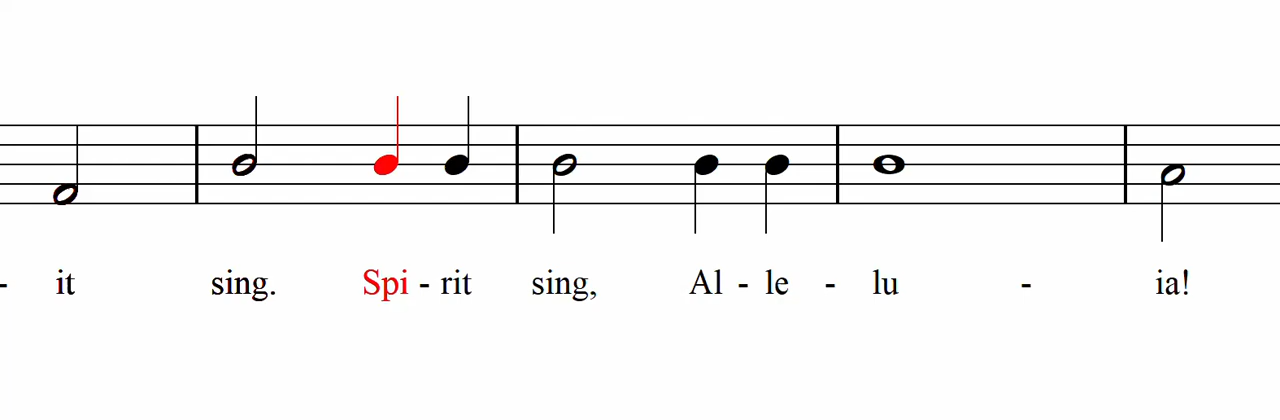 - it sing. Spi - rit sing, Al - le - lu - ia!